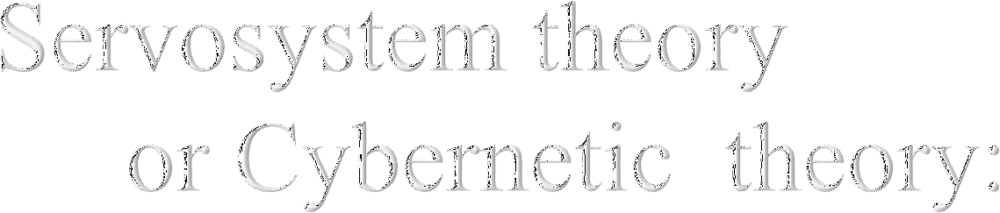 Servosystem theory
or Cybernetic theory: